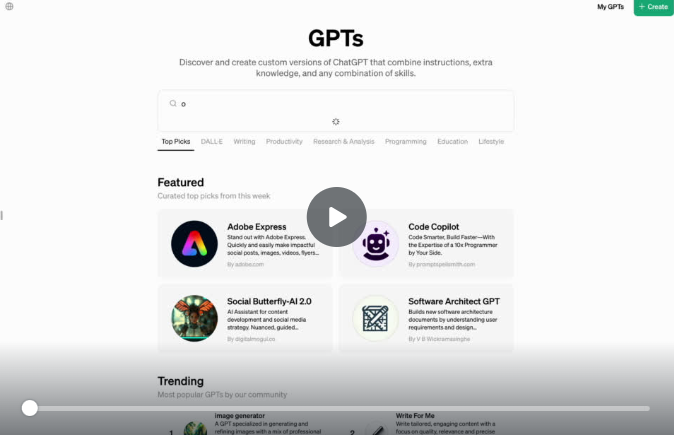 My GPTs
+ Create
GPTs
Discover and create custom versions of ChatGPT that combine instructions, extra
knowledge, and any combination of skills.
o
Top Picks DALL·E Writing Productivity Research & Analysis Programming Education Lifestyle
Featured
Curated top picks from this week
Adobe Express
Stand out with Adobe Express.
Quickly and easily make impactful
social posts, images, videos, flyers...
By adobe.com
Code Copilot
Code Smarter, Build Faster—With
the Expertise of a 10x Programmer
by Your Side.
By promptspellsmith.com
Social Butterfly-AI 2.0
AI Assistant for content
development and social media
strategy. Nuanced, guided...
By digitalmogul.os
Software Architect GPT
Builds new software architecture
documents by understanding user
requirements and design...
By V B Wickramasinghe
Trending
Most popular GPTs by our community
1
image generator
A GPT specialized in generating and
refining images with a mix of professional
2
Write For Me
Write tailored, engaging content with a
focus on quality, relevance and precise